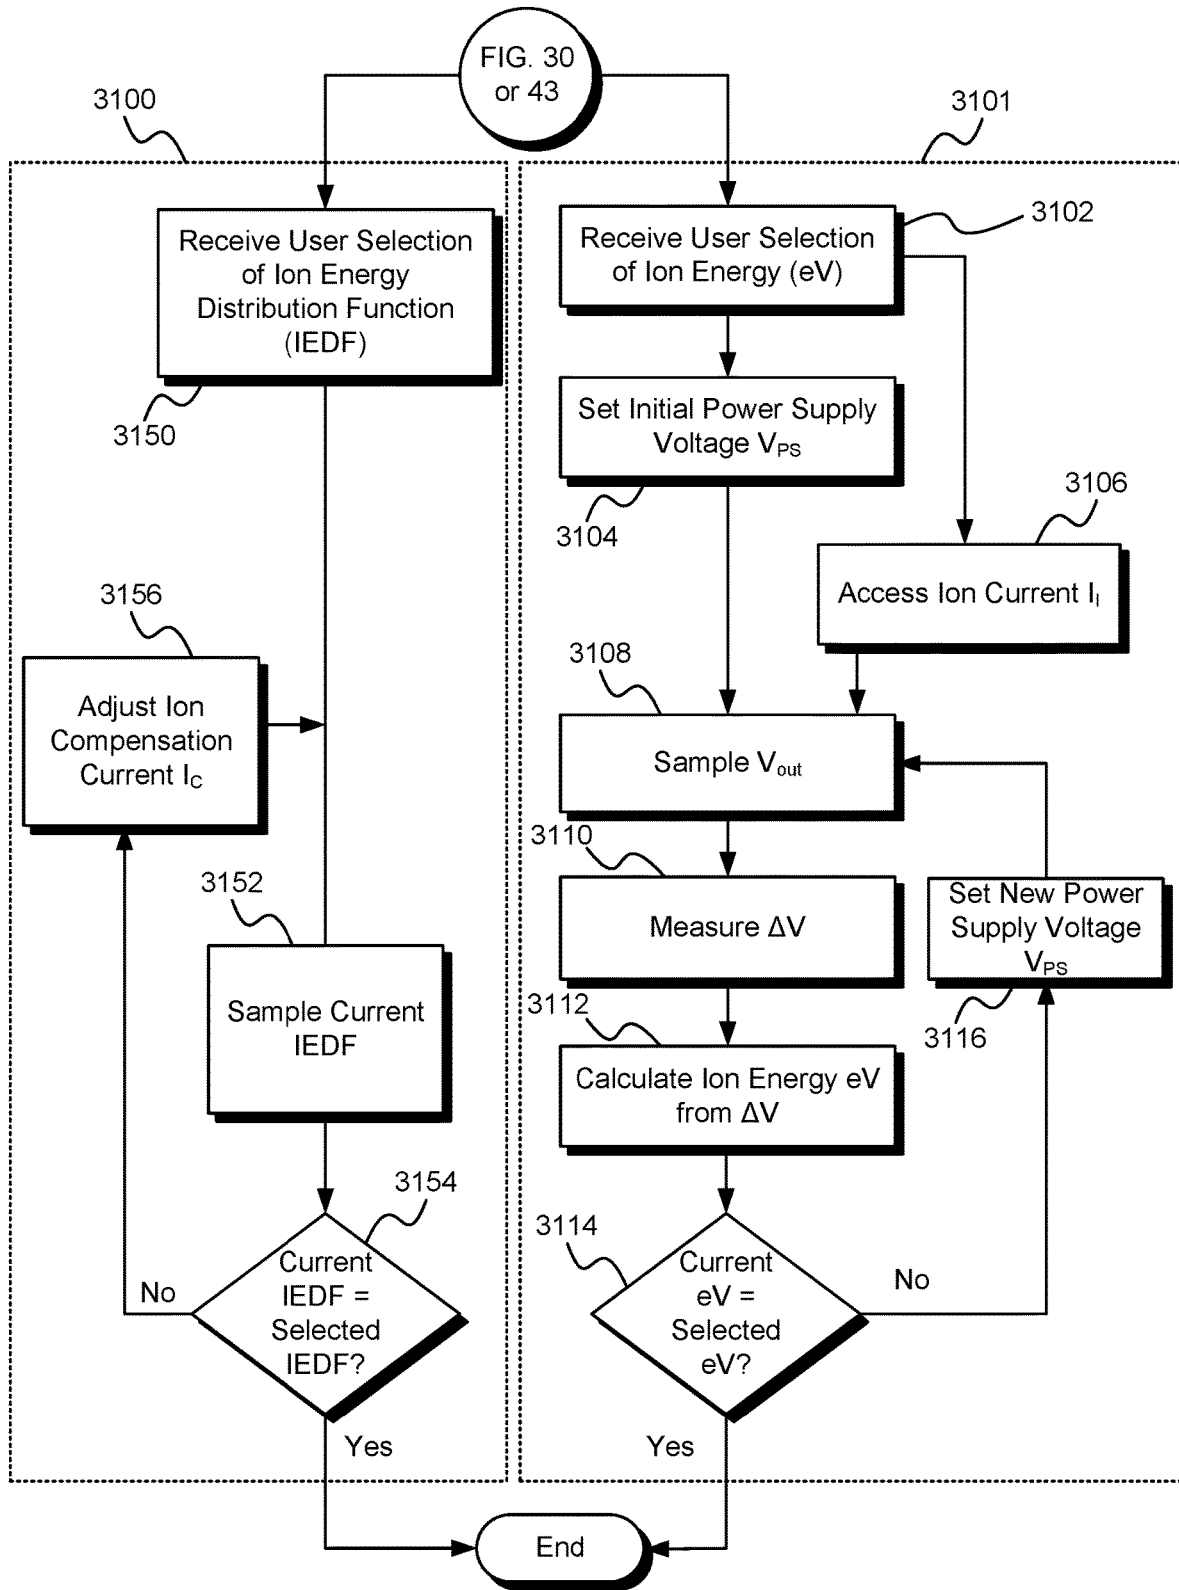 FIG. 30
or 43
3100
3101
Receive User Selection
of Ion Energy
Distribution Function
(IEDF)
3150
3102
Receive User Selection
of Ion Energy (eV)
Set Initial Power Supply
Voltage VPS
3104
3106
Access Ion Current II
3156
Adjust Ion
Compensation
Current IC
3108
Sample Vout
3110
Measure ΔV
Set New Power
Supply Voltage
VPS
3116
3152
Sample Current
IEDF
3112
Calculate Ion Energy eV
from ΔV
3154
Current
IEDF =
Selected
IEDF?
No
Yes
3114
Current
eV =
Selected
eV?
No
Yes
End